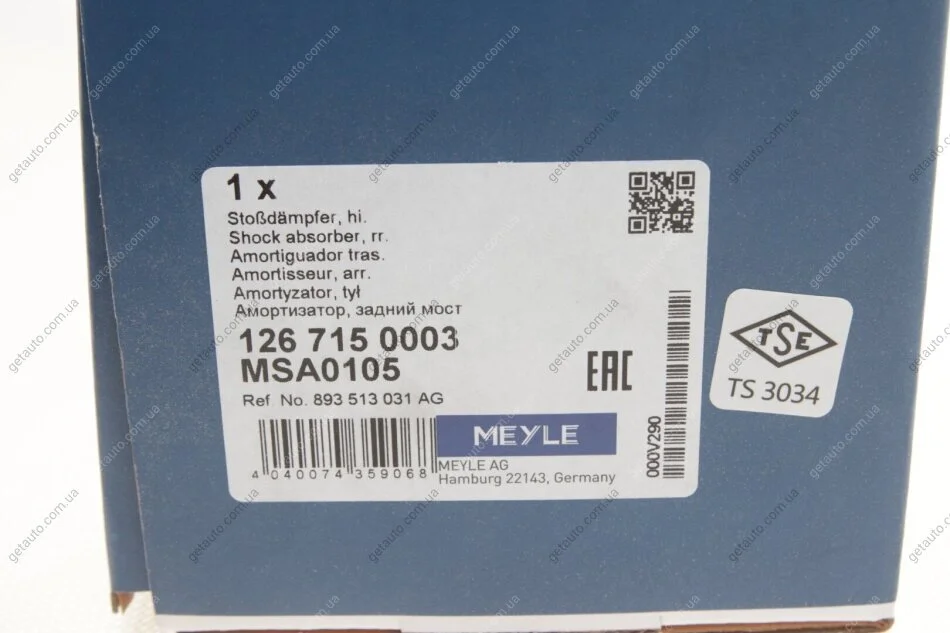 1 x
Stoßdämpfer, hi.
Shock absorber, rr.
Amortiguador tras.
Amortisseur, arr.
Amortyzator, tył
Амортизатор, задний мост
126 715 0003
MSA0105
Ref. No. 893 513 031 AG
4 040074 359068
MEYLE
MEYLE AG
Hamburg 22143, Germany
EAC
000V290
TSE
TS 3034
getauto.com.ua